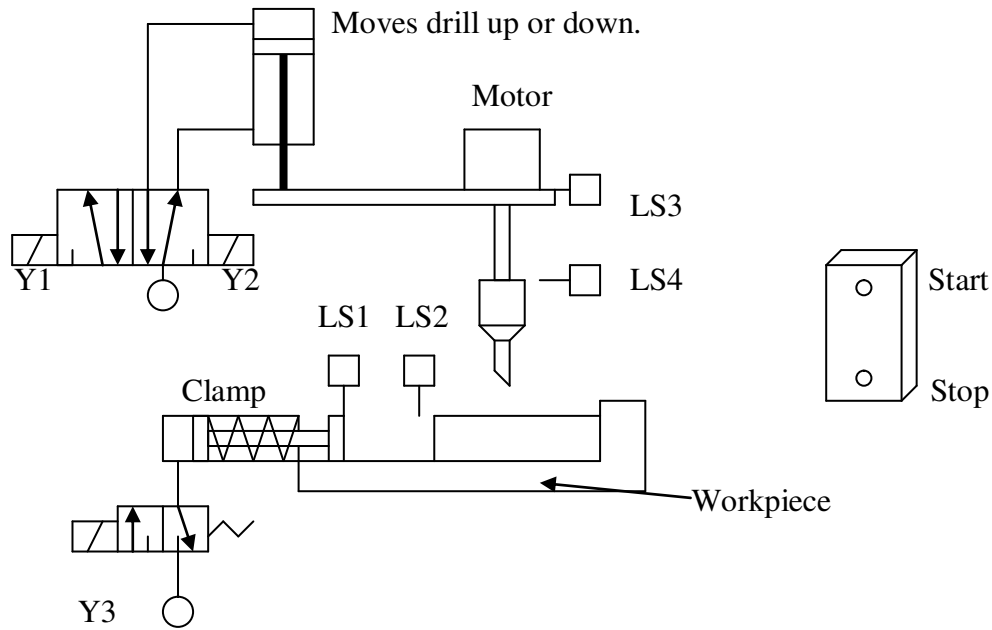 Moves drill up or down.
Motor
LS3
Y1
Y2
LS4
Start
LS1
LS2
Clamp
Stop
Workpiece
Y3